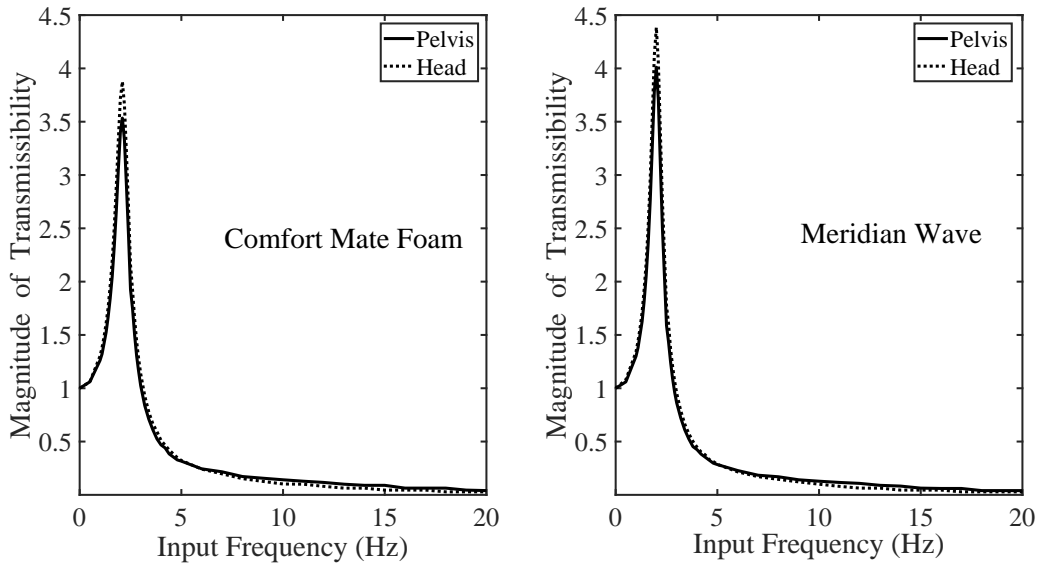 4.5
4
3.5
3
2.5
2
1.5
1
0.5
0
5
10
15
20
Magnitude of Transmissibility
Input Frequency (Hz)
Pelvis
Head
Comfort Mate Foam
4.5
4
3.5
3
2.5
2
1.5
1
0.5
0
5
10
15
20
Magnitude of Transmissibility
Input Frequency (Hz)
Pelvis
Head
Meridian Wave